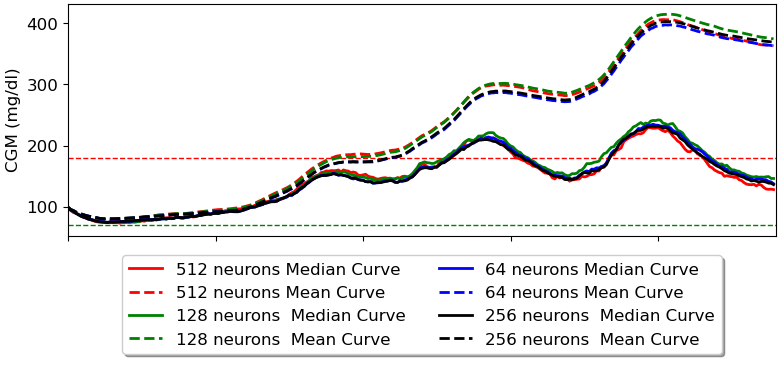 400
300
200
100
CGM (mg/dl)
512 neurons Median Curve
512 neurons Mean Curve
128 neurons  Median Curve
128 neurons  Mean Curve
64 neurons Median Curve
64 neurons Mean Curve
256 neurons  Median Curve
256 neurons  Mean Curve